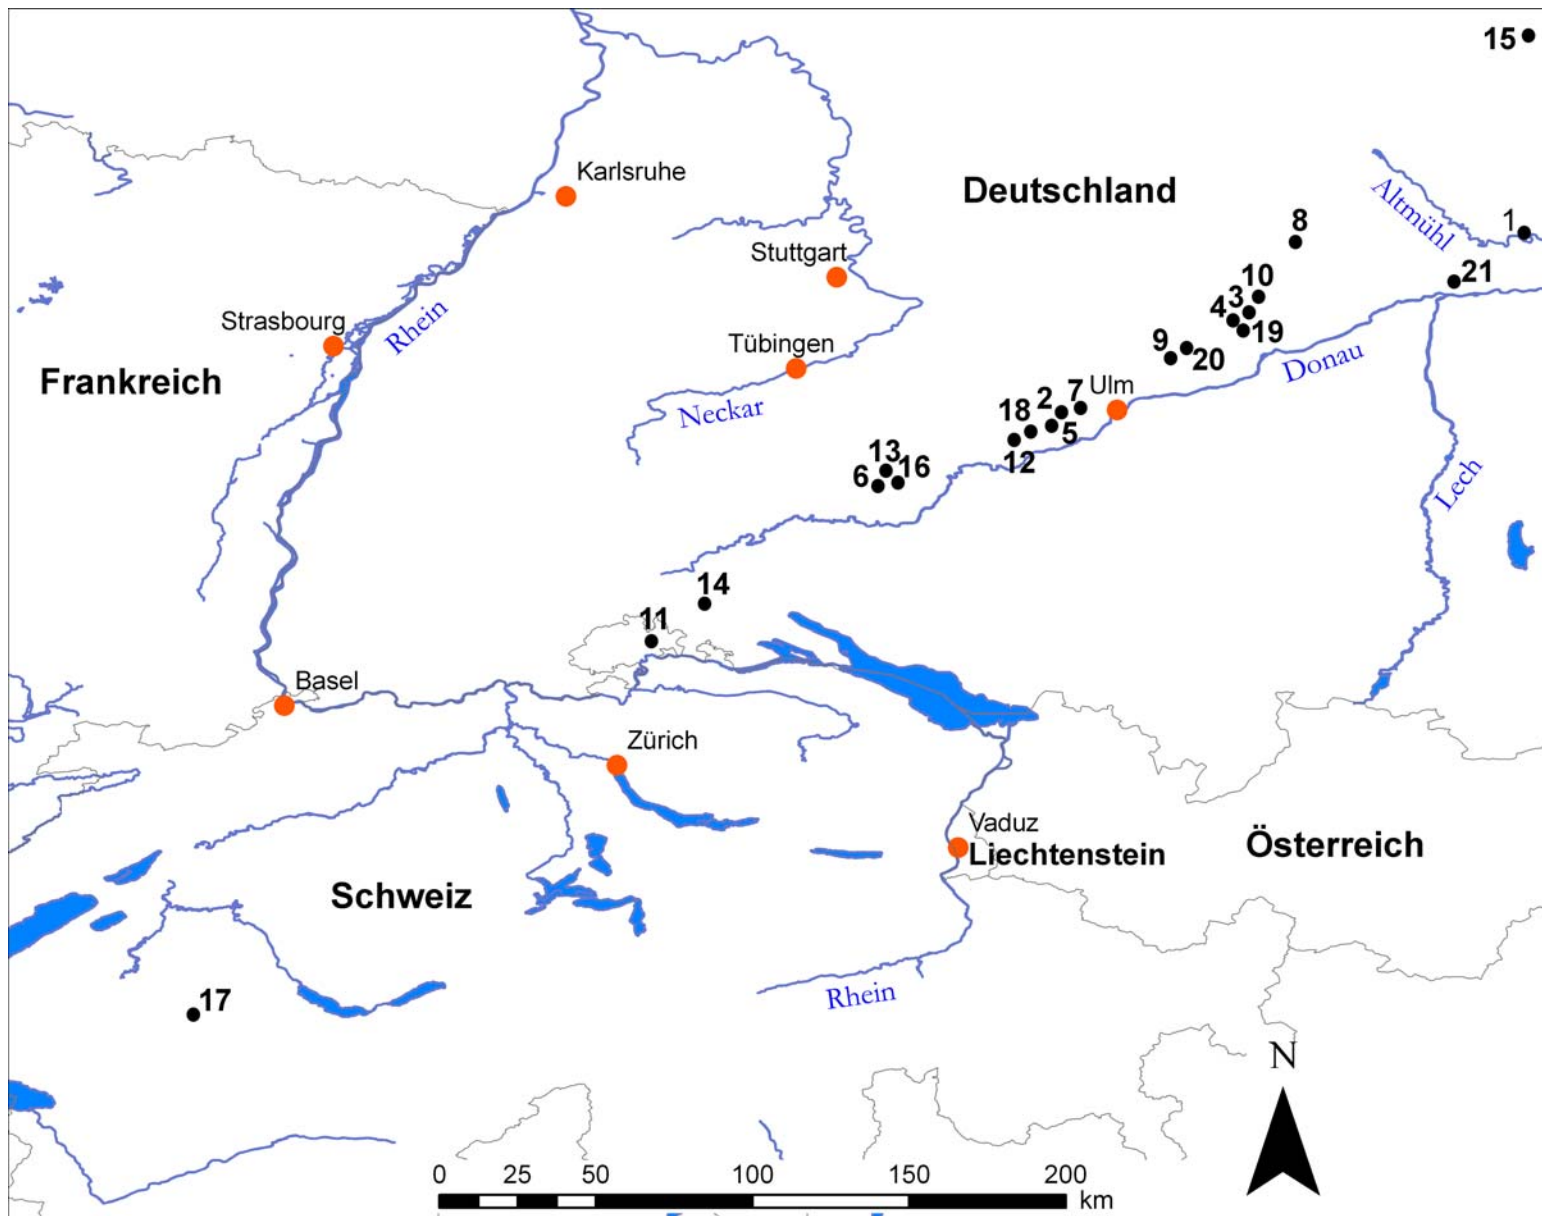 15
Karlsruhe
Deutschland
Altmühl
1
8
Stuttgart
21
10
3
4
19
Strasbourg
Rhein
Tübingen
9
20
Donau
Frankreich
Neckar
Ulm
7
2
18
5
12
13
16
6
Lech
14
11
Basel
Zürich
Vaduz
Liechtenstein
Österreich
Schweiz
17
Rhein
N
0 25 50 100 150 200
km